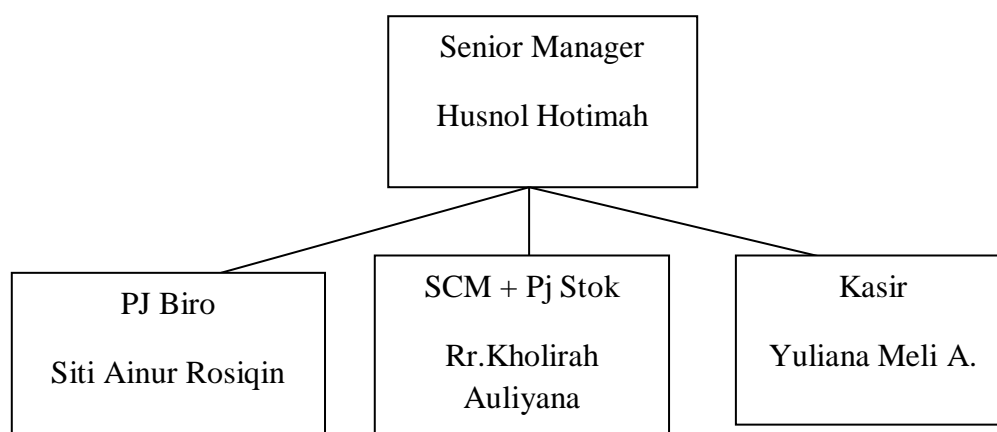 Senior Manager
Husnol Hotimah
PJ Biro
Siti Ainur Rosiqin
SCM + Pj Stok
Rr.Kholirah
Auliyana
Kasir
Yuliana Meli A.